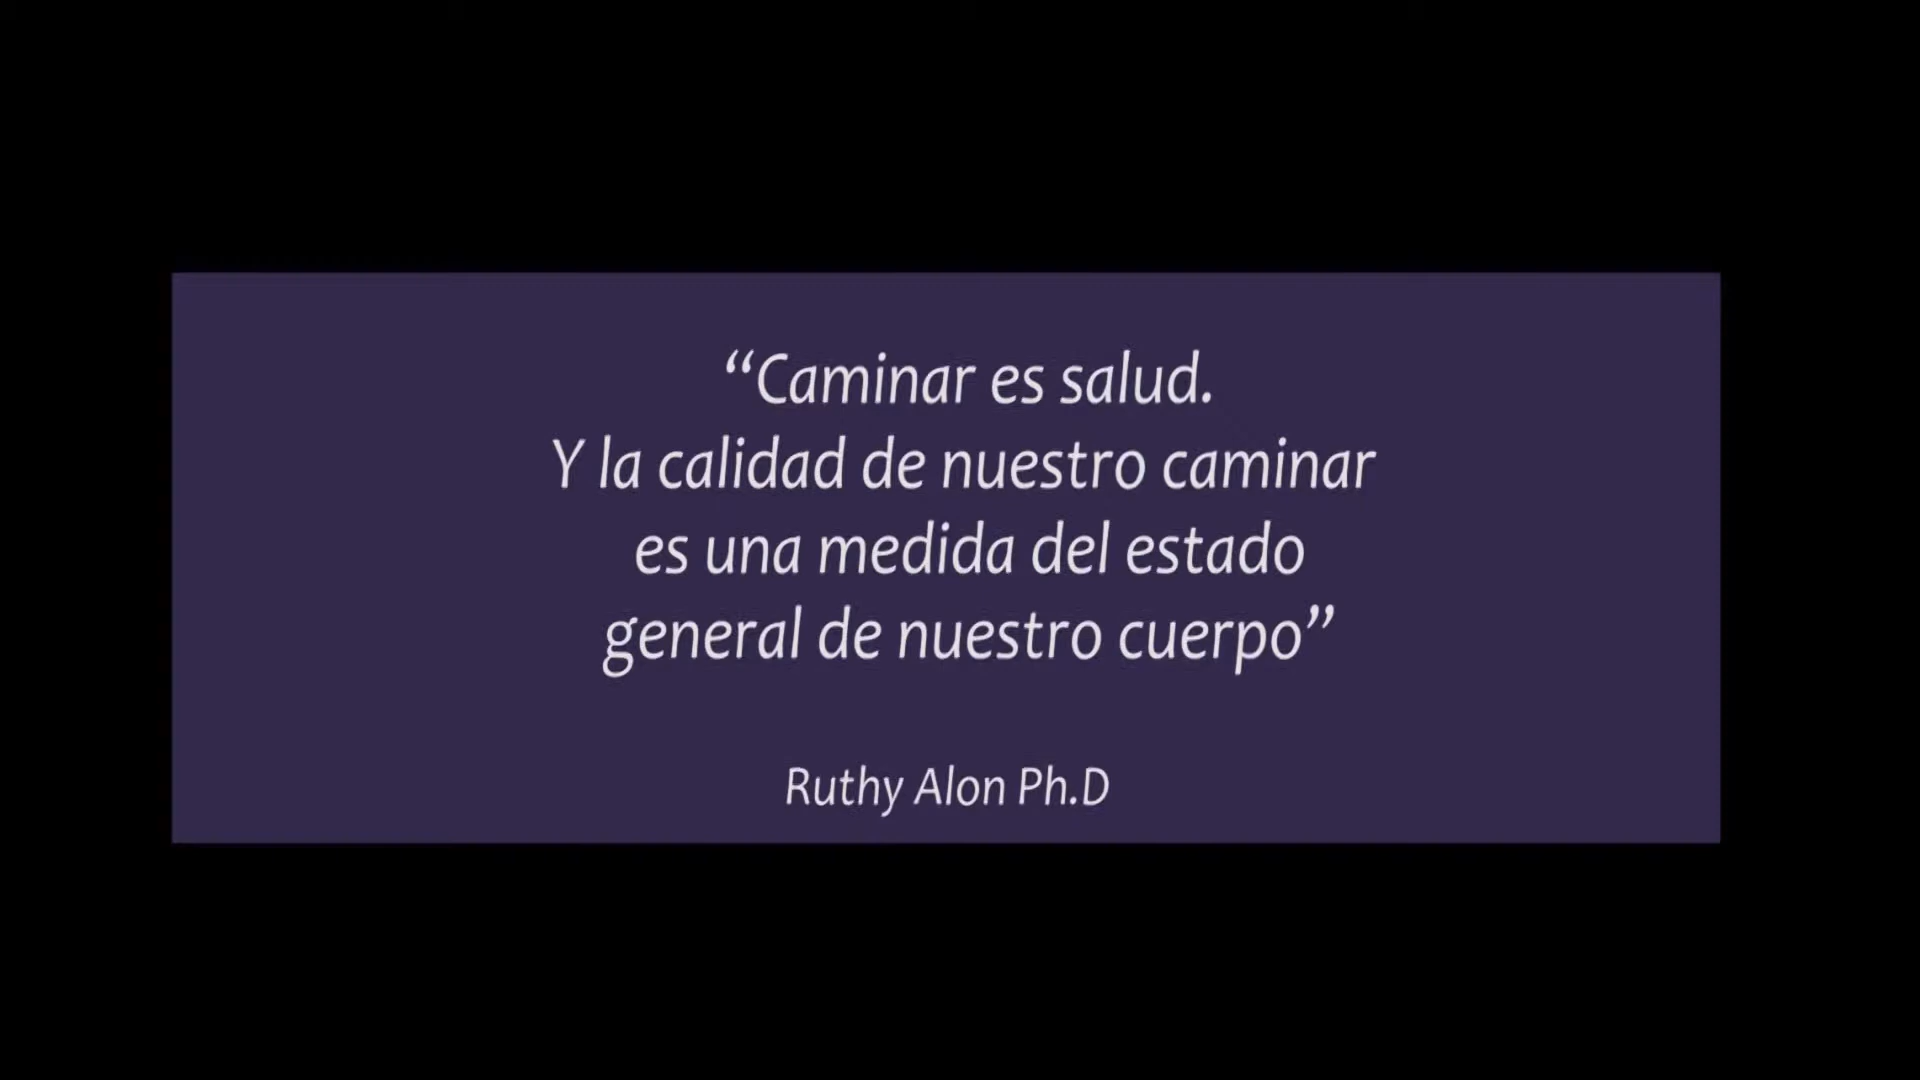 “Caminar es salud.
Y la calidad de nuestro caminar
es una medida del estado
general de nuestro cuerpo”
Ruthy Alon Ph.D